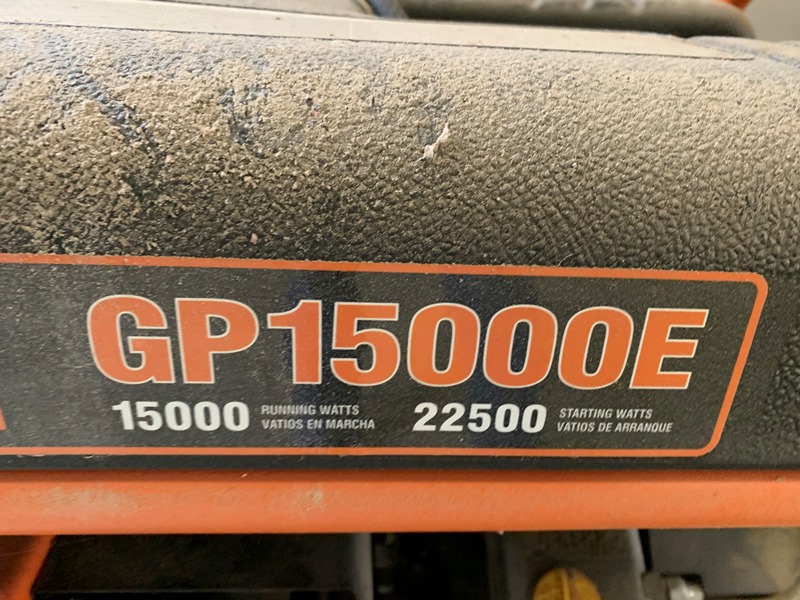 GP15000E
15000 RUNNING WATTS 22500 STARTING WATTS
VATIOS EN MARCHA VATIOS DE ARRANQUE